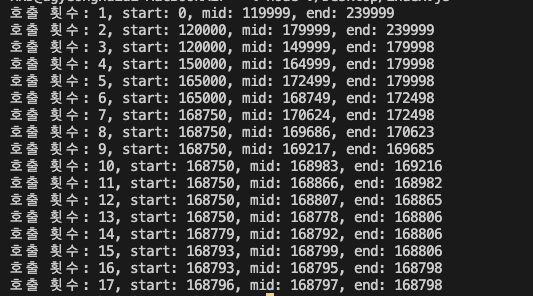 호출 횟수: 1, start: 0, mid: 119999, end: 239999
호출 횟수: 2, start: 120000, mid: 179999, end: 239999
호출 횟수: 3, start: 120000, mid: 149999, end: 179998
호출 횟수: 4, start: 150000, mid: 164999, end: 179998
호출 횟수: 5, start: 165000, mid: 172499, end: 179998
호출 횟수: 6, start: 165000, mid: 168749, end: 172498
호출 횟수: 7, start: 168750, mid: 170624, end: 172498
호출 횟수: 8, start: 168750, mid: 169686, end: 170623
호출 횟수: 9, start: 168750, mid: 169217, end: 169685
호출 횟수: 10, start: 168750, mid: 168983, end: 169216
호출 횟수: 11, start: 168750, mid: 168866, end: 168982
호출 횟수: 12, start: 168750, mid: 168807, end: 168865
호출 횟수: 13, start: 168750, mid: 168778, end: 168806
호출 횟수: 14, start: 168779, mid: 168792, end: 168806
호출 횟수: 15, start: 168793, mid: 168799, end: 168806
호출 횟수: 16, start: 168793, mid: 168795, end: 168798
호출 횟수: 17, start: 168796, mid: 168797, end: 168798